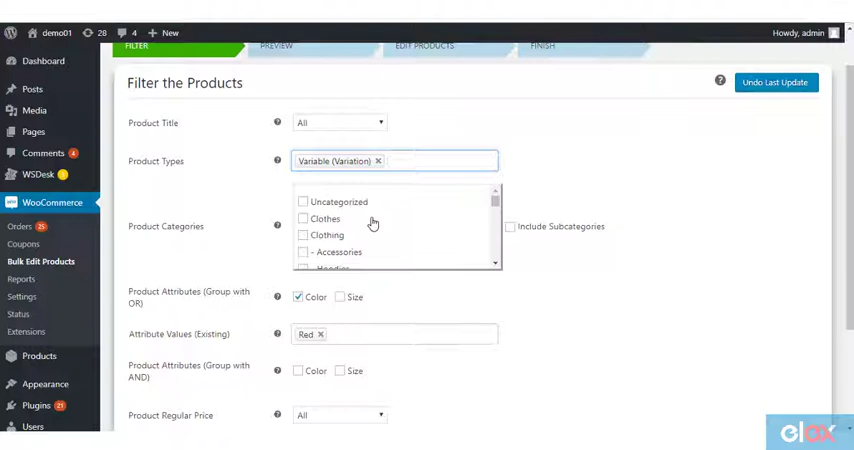 demo01 28 4 New Howdy, admin
FILTER PREVIEW EDIT PRODUCTS FINISH
Dashboard
Posts
Media
Pages
Comments 4
WSDesk
WooCommerce
Orders 25
Coupons
Bulk Edit Products
Reports
Settings
Status
Extensions
Products
Appearance
Plugins 21
Users
Filter the Products
Undo Last Update
Product Title All
Product Types Variable (Variation)
Product Categories
Uncategorized
Clothes
Clothing
- Accessories
- Hoodies
Include Subcategories
Product Attributes (Group with
OR)
Color Size
Attribute Values (Existing) Red
Product Attributes (Group with
AND)
Color Size
Product Regular Price All
elex